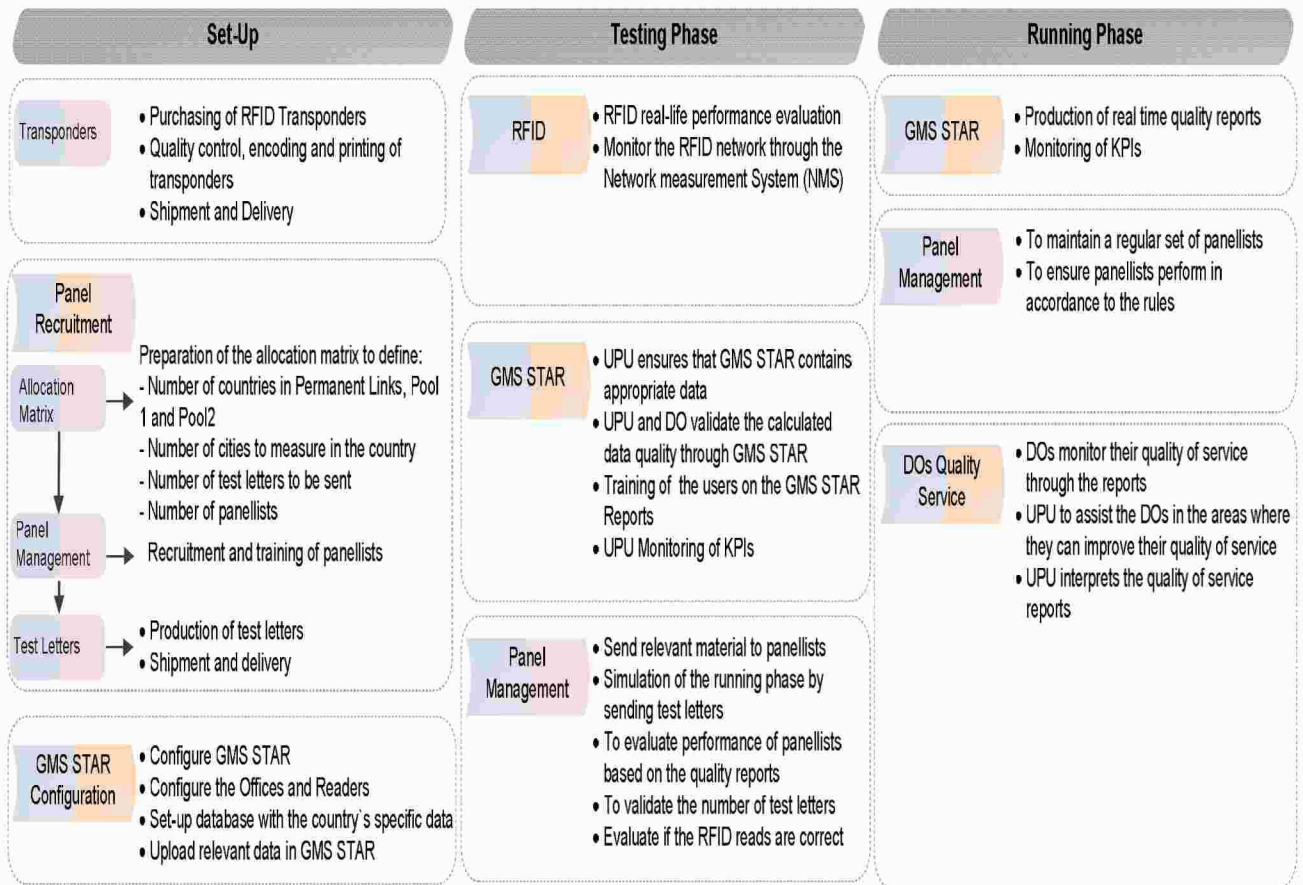 Set-Up
Transponders
• Purchasing of RFID Transponders
• Quality control, encoding and printing of
transponders
• Shipment and Delivery
Panel
Recruitment
Preparation of the allocation matrix to define:
Allocation
Matrix
- Number of countries in Permanent Links, Pool
1 and Pool2
- Number of cities to measure in the country
- Number of test letters to be sent
- Number of panellists
Panel
Management
Recruitment and training of panellists
Test Letters
• Production of test letters
• Shipment and delivery
GMS STAR
Configuration
• Configure GMS STAR
• Configure the Offices and Readers
• Set-up database with the country`s specific data
• Upload relevant data in GMS STAR
Testing Phase
RFID
• RFID real-life performance evaluation
• Monitor the RFID network through the
Network measurement System (NMS)
GMS STAR
• UPU ensures that GMS STAR contains
appropriate data
• UPU and DO validate the calculated
data quality through GMS STAR
• Training of the users on the GMS STAR
Reports
• UPU Monitoring of KPIs
Panel
Management
• Send relevant material to panellists
• Simulation of the running phase by
sending test letters
• To evaluate performance of panellists
based on the quality reports
• To validate the number of test letters
• Evaluate if the RFID reads are correct
Running Phase
GMS STAR
• Production of real time quality reports
• Monitoring of KPIs
Panel
Management
• To maintain a regular set of panellists
• To ensure panellists perform in
accordance to the rules
DOs Quality
Service
• DOs monitor their quality of service
through the reports
• UPU to assist the DOs in the areas where
they can improve their quality of service
• UPU interprets the quality of service
reports